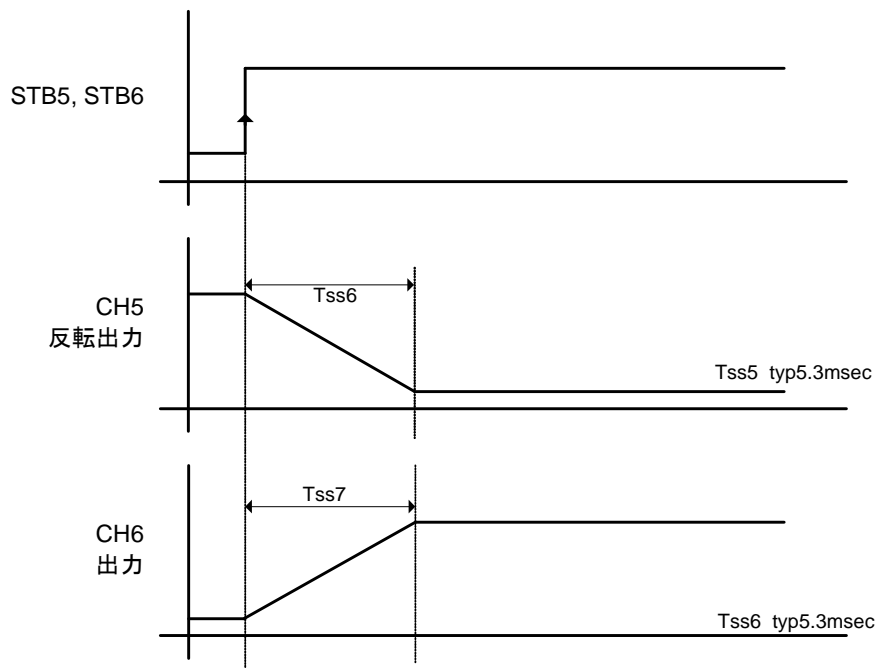 STB5, STB6
CH5
反転出力
Tss6
Tss5 typ5.3msec
CH6
出力
Tss7
Tss6 typ5.3msec